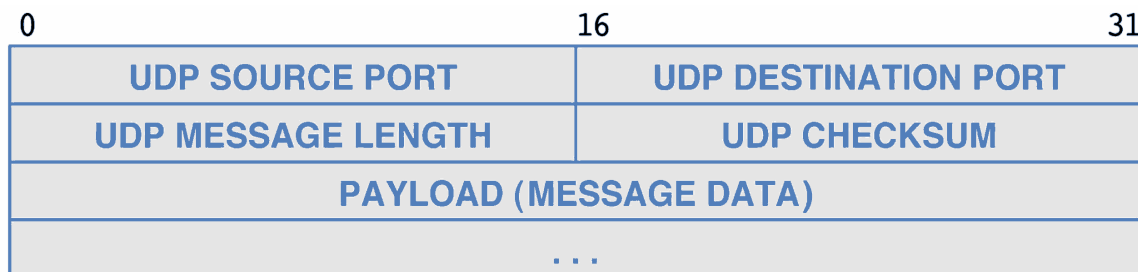 0 16 31
UDP SOURCE PORT UDP DESTINATION PORT
UDP MESSAGE LENGTH UDP CHECKSUM
PAYLOAD (MESSAGE DATA)
. . .